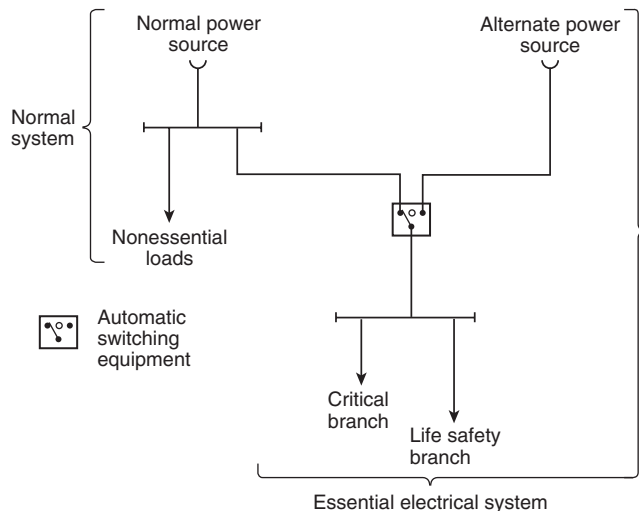 Normal power
source
Alternate power
source
Normal
system
Nonessential
loads
Automatic
switching
equipment
Critical
branch
Life safety
branch
Essential electrical system